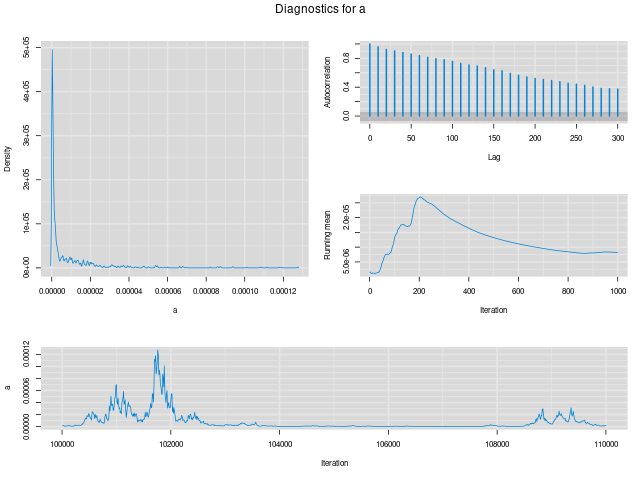 Diagnostics for a
Density
0e+00 1e+05 2e+05 3e+05 4e+05 5e+05
0.00000 0.00002 0.00004 0.00006 0.00008 0.00010 0.00012
a
Autocorrelation
0.0 0.4 0.8
0 50 100 150 200 250 300
Lag
Running mean
5.0e-06 2.0e-05
0 200 400 600 800 1000
Iteration
a
0.00000 0.00006 0.00012
100000 102000 104000 106000 108000 110000
Iteration